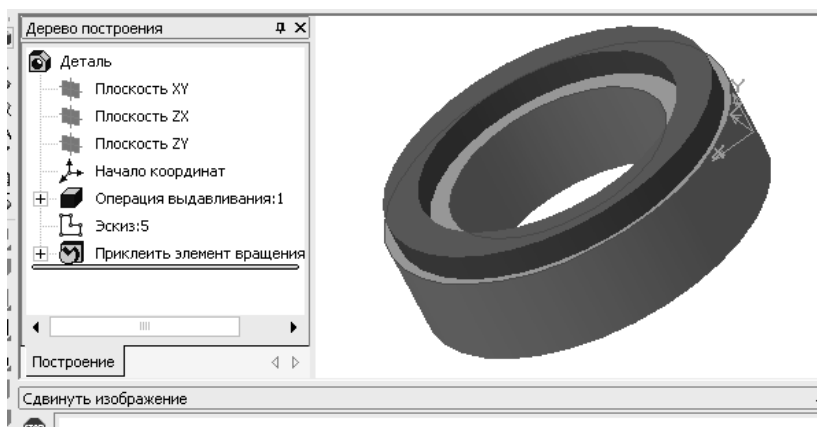 Дерево построения
Деталь
Плоскость XY
Плоскость ZX
Плоскость ZY
Начало координат
Операция выдавливания:1
Эскиз:5
Приклеить элемент вращения
Построение
Сдвинуть изображение
Y
X